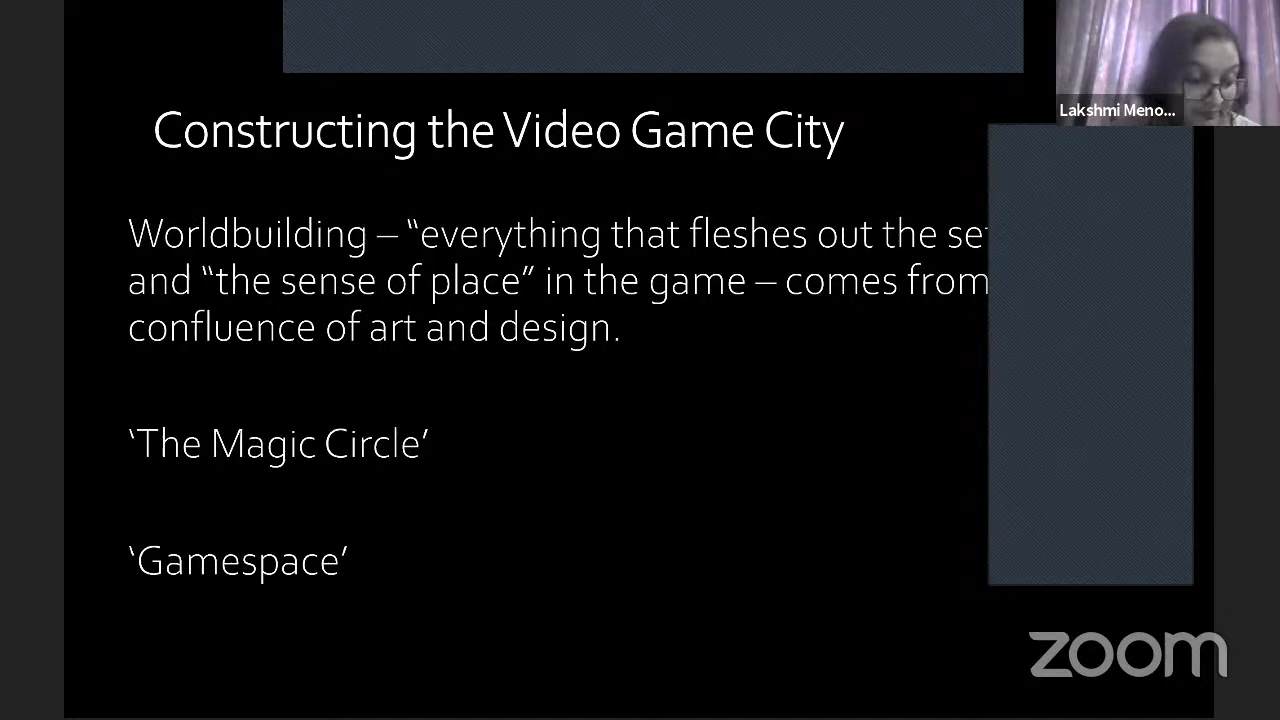 Constructing the Video Game City
Lakshmi Meno...
Worldbuilding – “everything that fleshes out the
and “the sense of place” in the game – comes from
confluence of art and design.
‘The Magic Circle’
‘Gamespace’
zoom